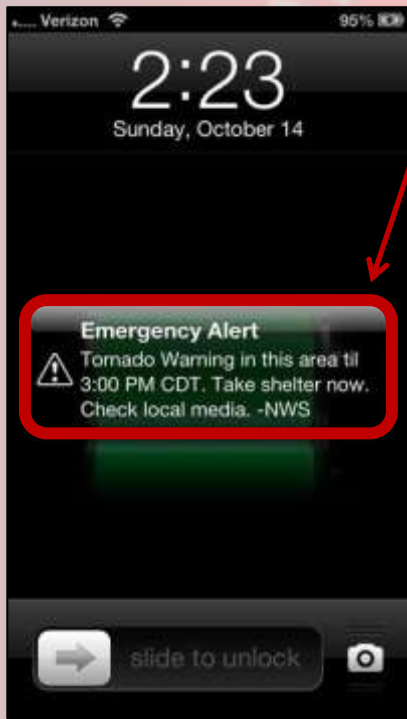 Verizon 95%
2:23
Sunday, October 14
Emergency Alert
Tornado Warning in this area til
3:00 PM CDT. Take shelter now.
Check local media. -NWS
slide to unlock